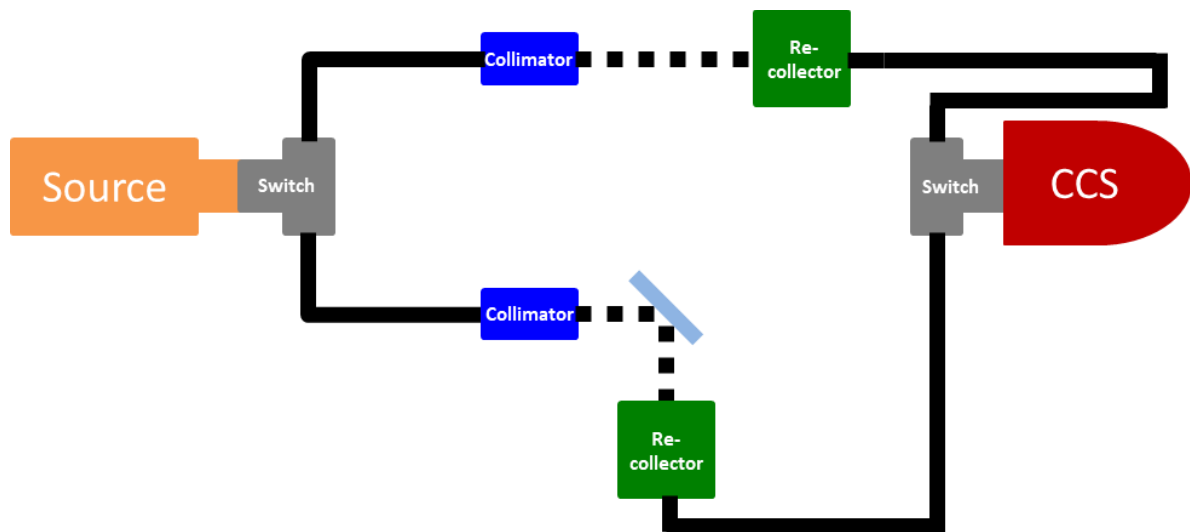 Collimator
Re-
collector
Source
Switch
Switch
CCS
Collimator
Re-
collector